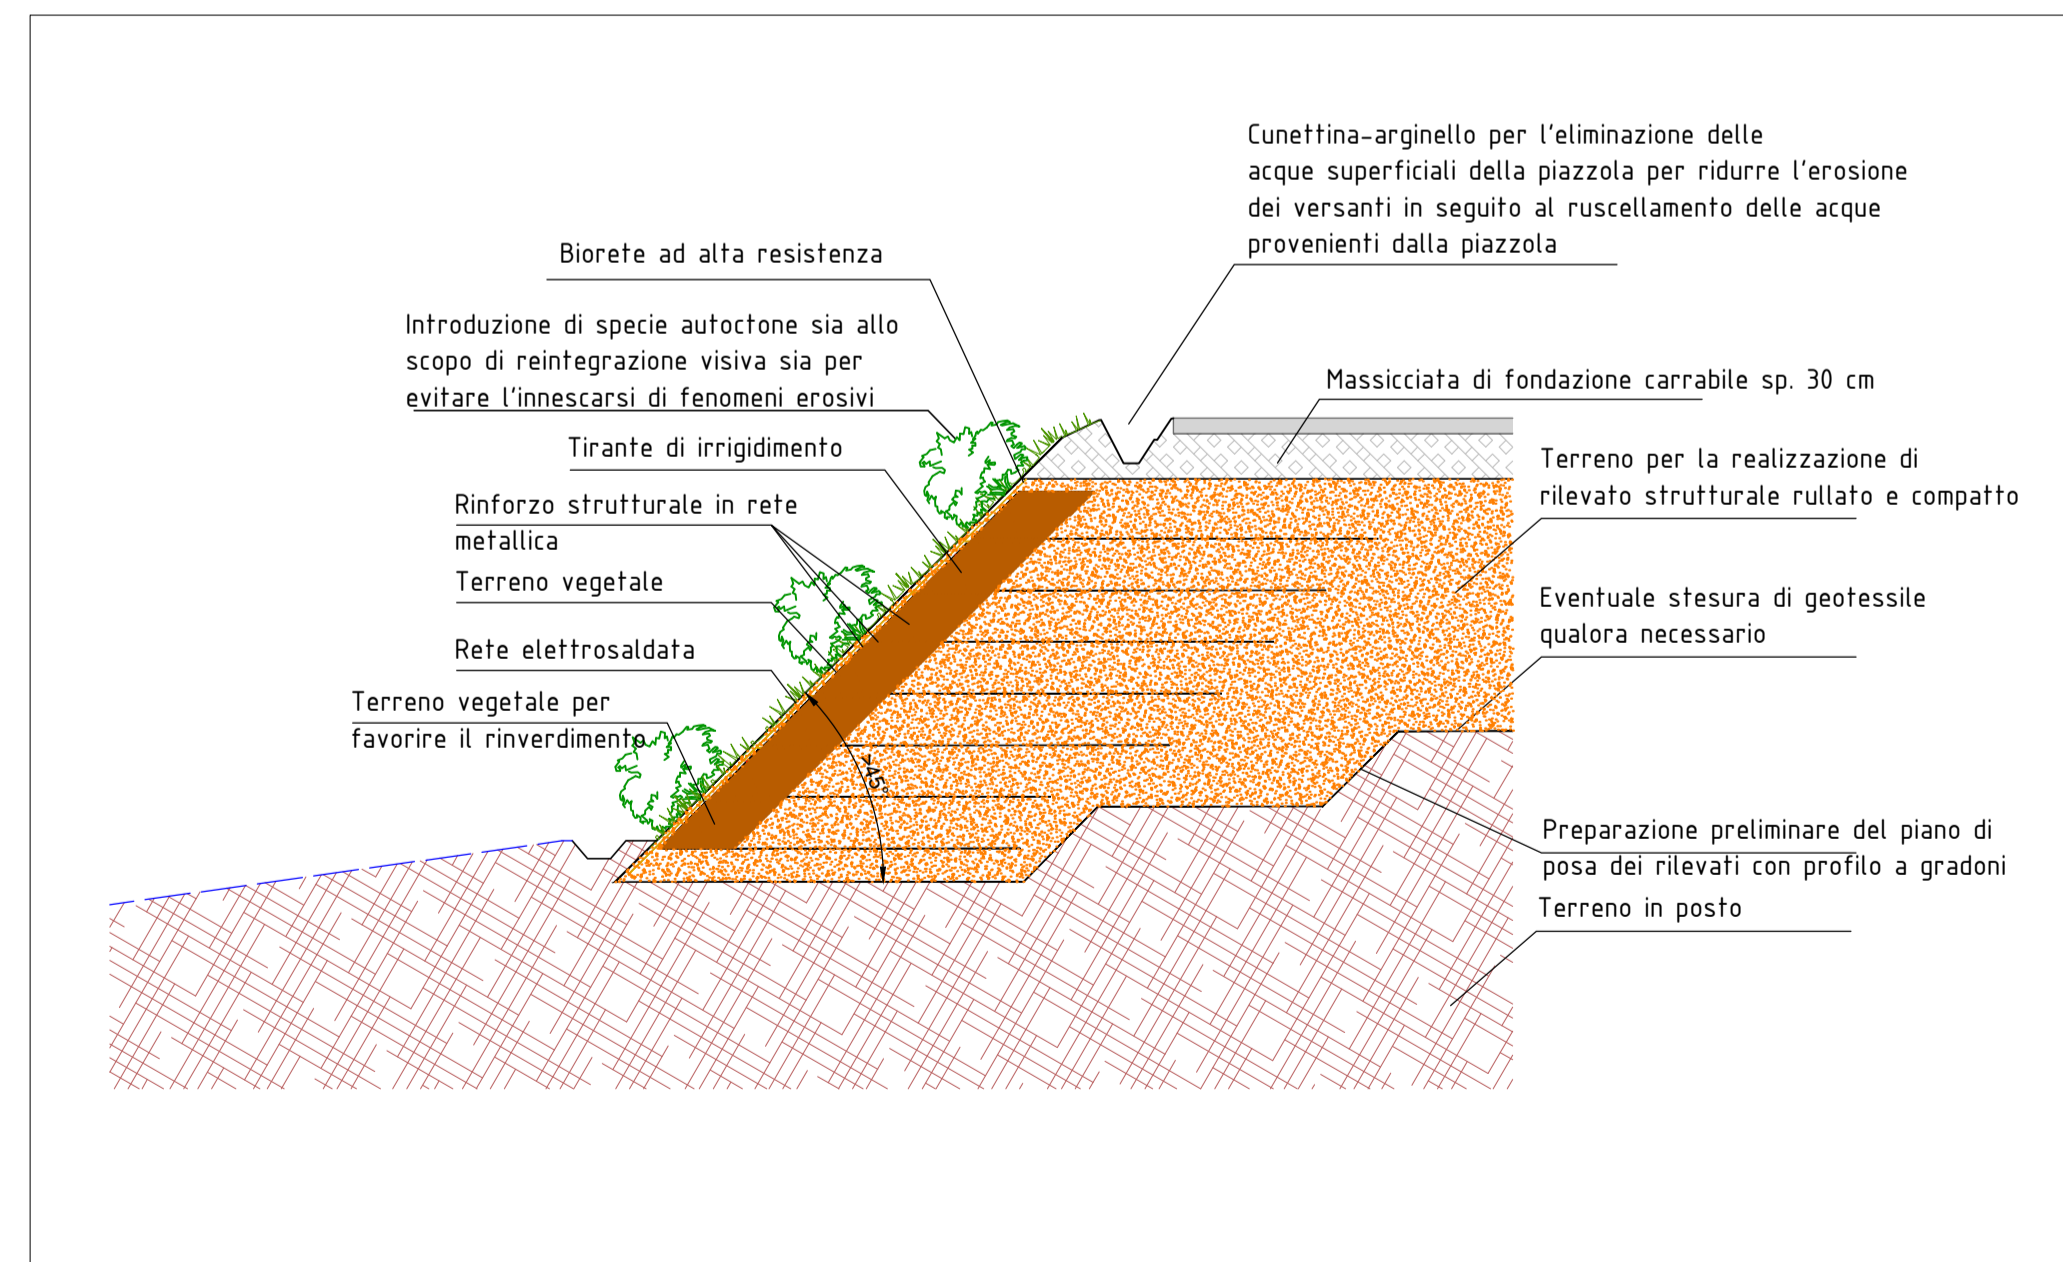 Cunettina-arginello per l'eliminazione delle
acque superficiali della piazzola per ridurre l'erosione
dei versanti in seguito al ruscellamento delle acque
provenienti dalla piazzola
Biorete ad alta resistenza
Introduzione di specie autoctone sia allo
scopo di reintegrazione visiva sia per
evitare l'innescarsi di fenomeni erosivi
Massicciata di fondazione carrabile sp. 30 cm
Tirante di irrigidimento
Terreno per la realizzazione di
rilevato strutturale rullato e compatto
Rinforzo strutturale in rete
metallica
Terreno vegetale
Eventuale stesura di geotessile
qualora necessario
Rete elettrosaldata
Terreno vegetale per
favorire il rinverdimento
>45°
Preparazione preliminare del piano di
posa dei rilevati con profilo a gradoni
Terreno in posto